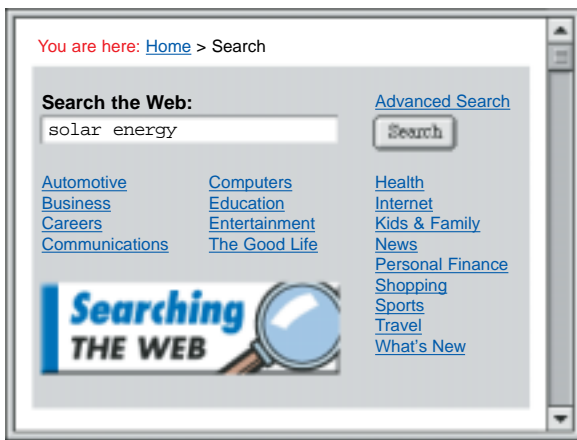 You are here: Home > Search
Search the Web:
Advanced Search
solar energy
Search
Automotive
Business
Careers
Communications
Computers
Education
Entertainment
The Good Life
Health
Internet
Kids & Family
News
Personal Finance
Shopping
Sports
Travel
What's New
Searching
THE WEB